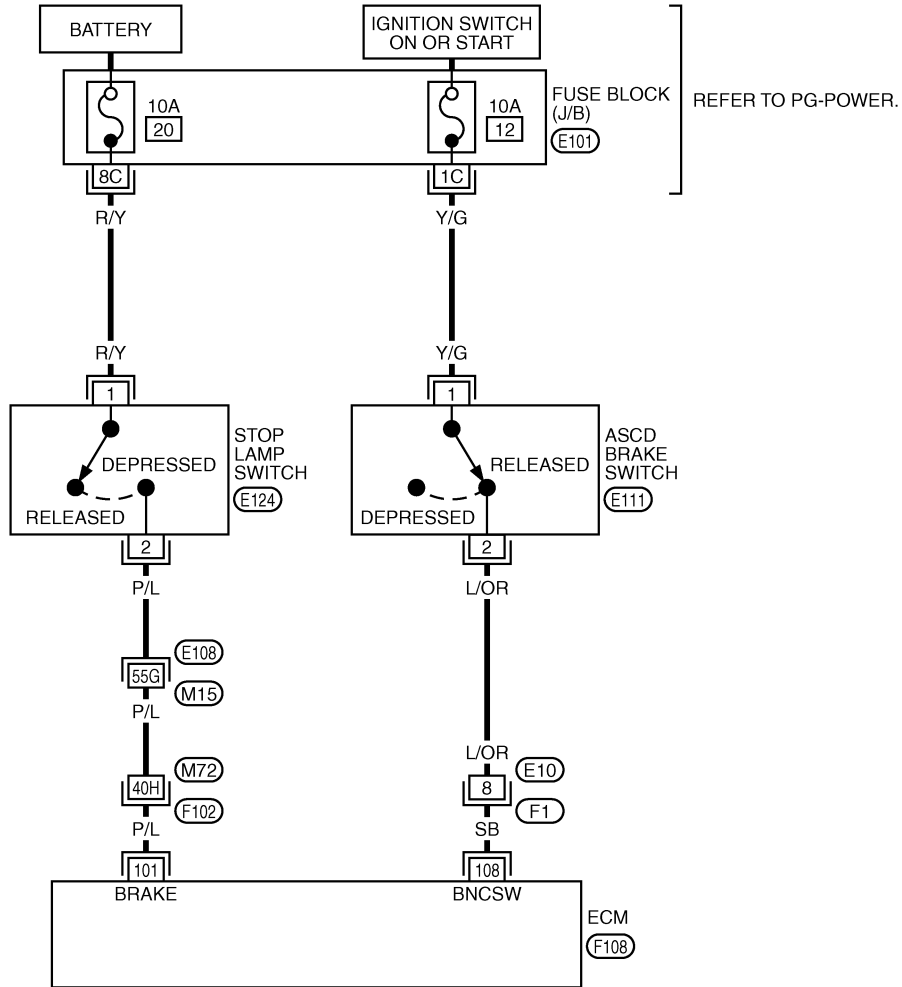 BATTERY
IGNITION SWITCH
ON OR START
10A
20
10A
12
FUSE BLOCK
(J/B)
E101
REFER TO PG-POWER.
8C
1C
R/Y
Y/G
R/Y
Y/G
1
1
DEPRESSED
RELEASED
STOP
LAMP
SWITCH
E124
RELEASED
DEPRESSED
ASCD
BRAKE
SWITCH
E111
2
2
P/L
L/OR
E108
55G
M15
P/L
L/OR
M72
40H
F102
E10
8
F1
P/L
SB
101
108
BRAKE
BNCSW
ECM
F108